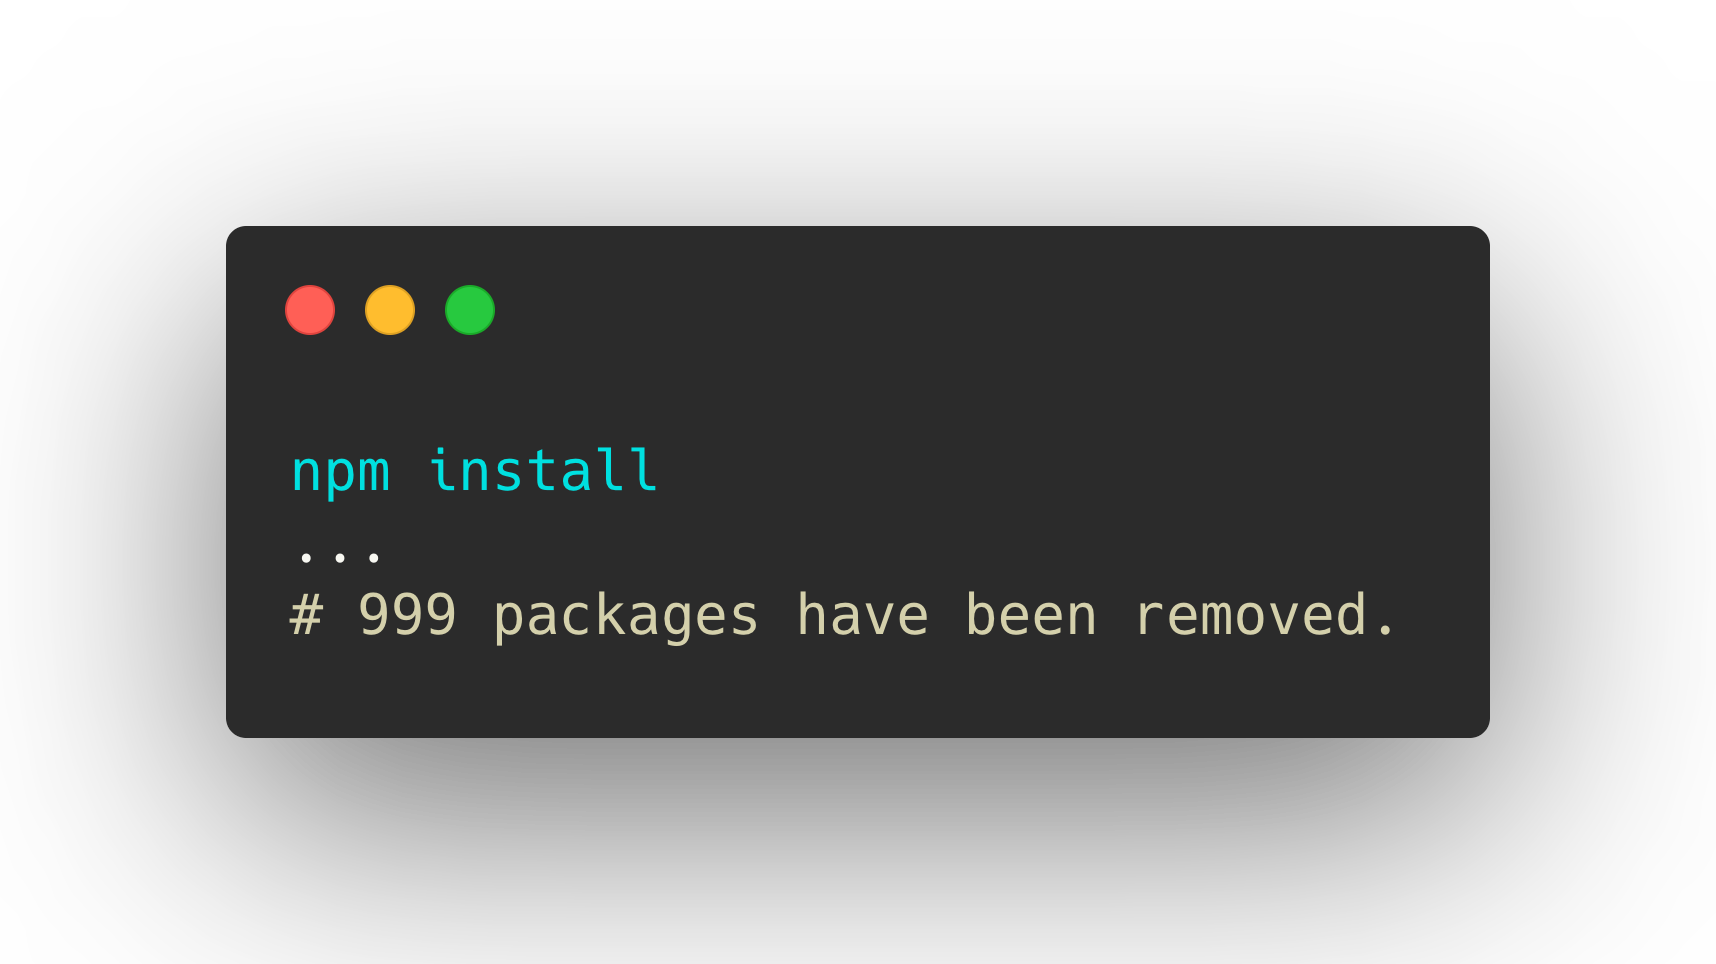 npm install
...
# 999 packages have been removed.